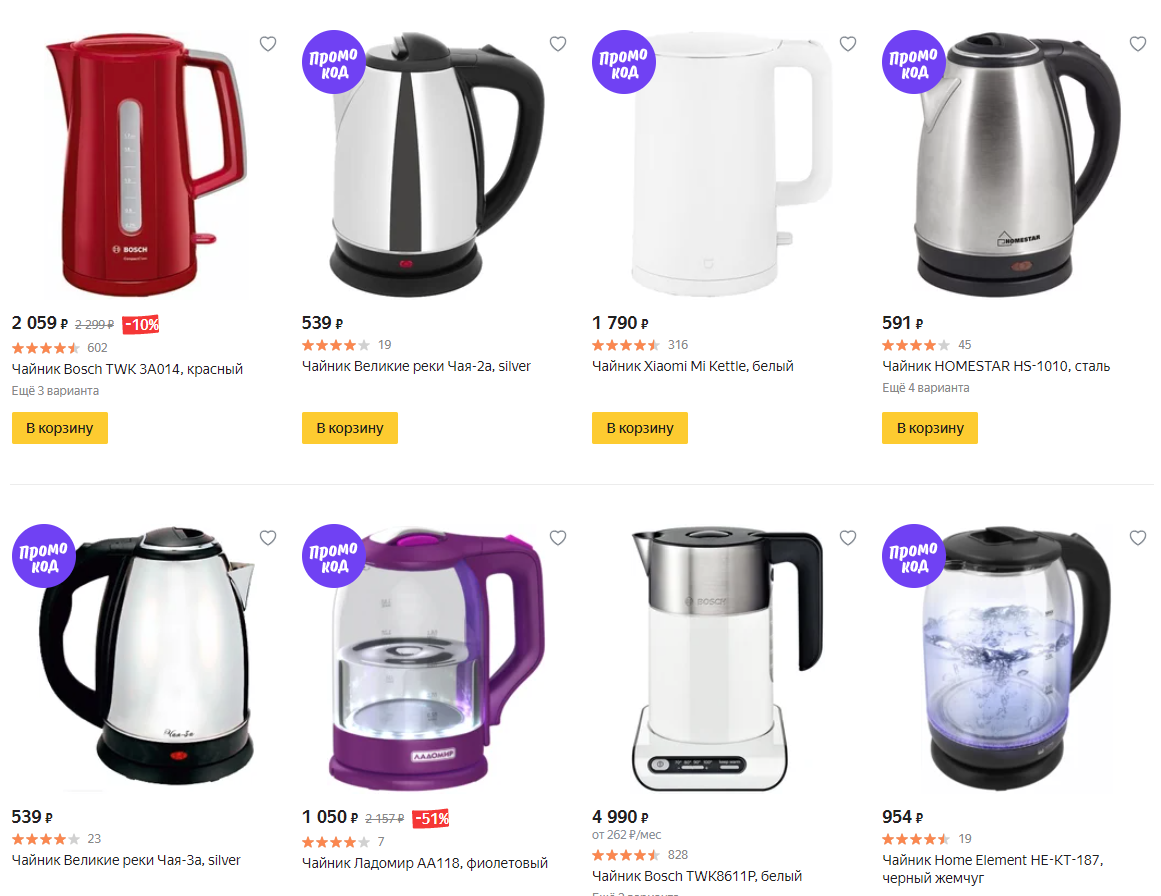 Промо
код
Промо
код
Промо
код
BOSCH
HOMESTAR
2 059 ₽ 2 299 ₽ -10%
539 ₽
1 790 ₽
591 ₽
602
19
316
45
Чайник Bosch TWK 3A014, красный
Чайник Великие реки Чая-2а, silver
Чайник Xiaomi Mi Kettle, белый
Чайник HOMESTAR HS-1010, сталь
Ещё 3 варианта
Ещё 4 варианта
В корзину
В корзину
В корзину
В корзину
Промо
код
Промо
код
Промо
код
BOSCH
ЛАДОМИР
539 ₽
1 050 ₽ 2 157 ₽ -51%
4 990 ₽
954 ₽
от 262 ₽/мес
23
7
828
19
Чайник Великие реки Чая-3а, silver
Чайник Ладомир АА118, фиолетовый
Чайник Bosch TWK8611P, белый
Чайник Home Element HE-KT-187,
черный жемчуг